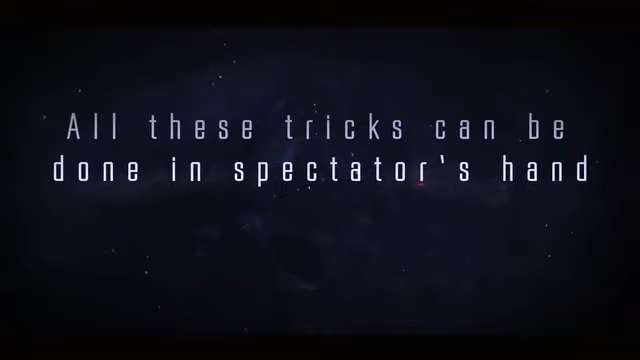 All these tricks can be
done in spectator's hand